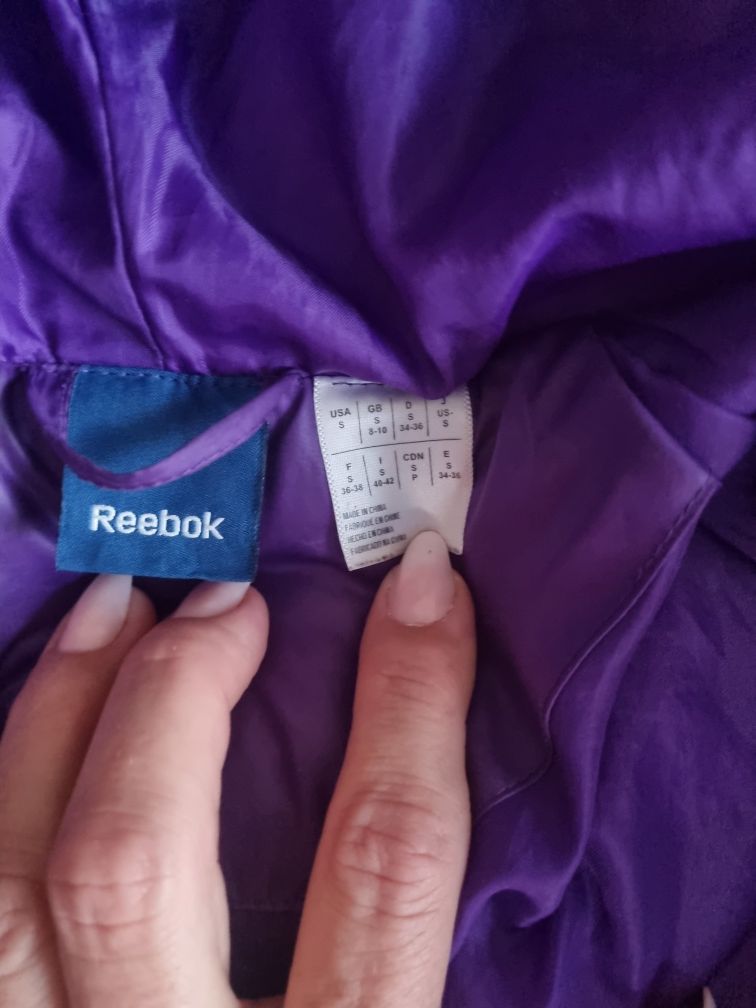 Reebok
USA GB D J
S S S US-
8-10 34-36 S
F I CDN E
S S S S
36-38 40-42 P 34-36
MADE IN CHINA
FABRIQUE EN CHINE
HECHO EN CHINA
FABRICADO NA CHINA